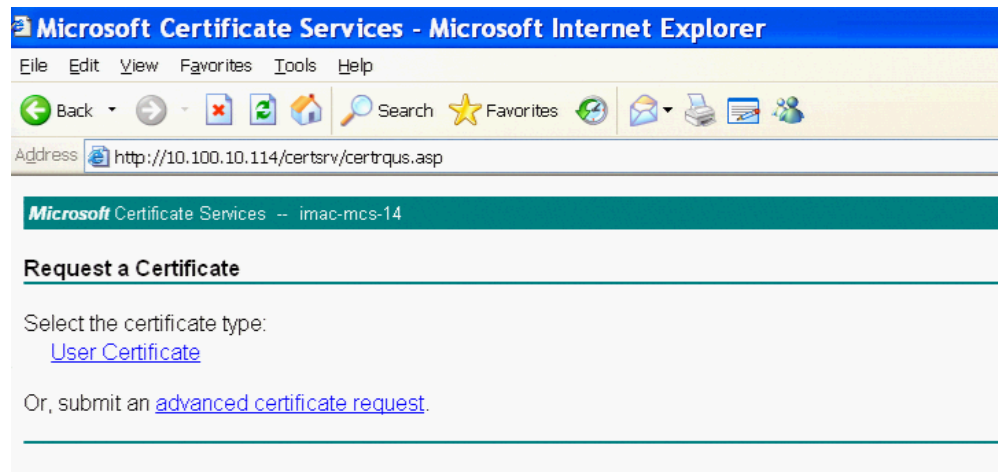 Microsoft Certificate Services - Microsoft Internet Explorer
File Edit View Favorites Tools Help
Back Search Favorites
Address http://10.100.10.114/certsrv/certrqus.asp
Microsoft Certificate Services -- imac-mcs-14
Request a Certificate
Select the certificate type:
User Certificate
Or, submit an advanced certificate request.